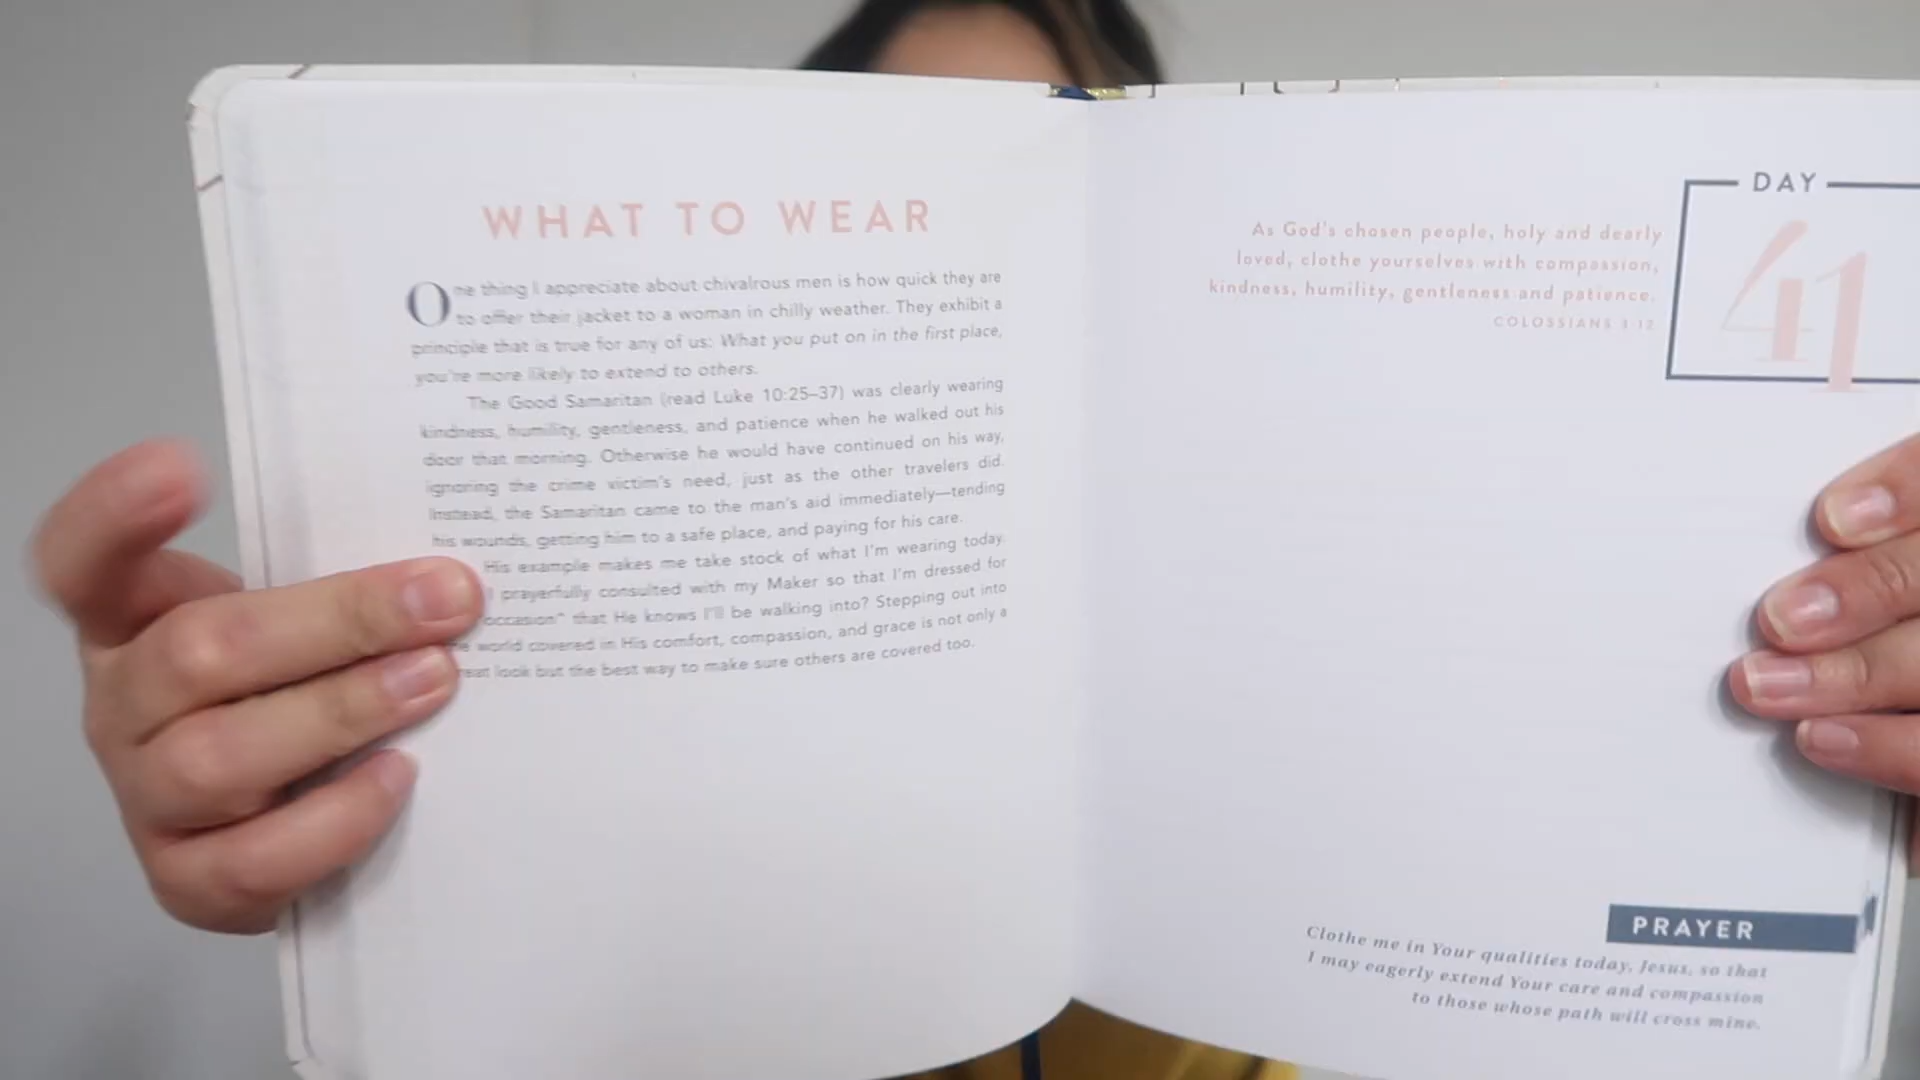 WHAT TO WEAR
One thing I appreciate about chivalrous men is how quick they are
to offer their jacket to a woman in chilly weather. They exhibit a
principle that is true for any of us: What you put on in the first place,
you're more likely to extend to others.
The Good Samaritan (read Luke 10:25–37) was clearly wearing
kindness, humility, gentleness, and patience when he walked out his
door that morning. Otherwise he would have continued on his way,
ignoring the crime victim's need, just as the other travelers did.
Instead, the Samaritan came to the man's aid immediately—tending
his wounds, getting him to a safe place, and paying for his care.
His example makes me take stock of what I'm wearing today.
I prayerfully consulted with my Maker so that I'm dressed for
occasion" that He knows I'll be walking into? Stepping out into
world covered in His comfort, compassion, and grace is not only a
look but the best way to make sure others are covered too.
DAY
41
As God's chosen people, holy and dearly
loved, clothe yourselves with compassion,
kindness, humility, gentleness and patience.
COLOSSIANS 3:12
PRAYER
Clothe me in Your qualities today, Jesus, so that
I may eagerly extend Your care and compassion
to those whose path will cross mine.